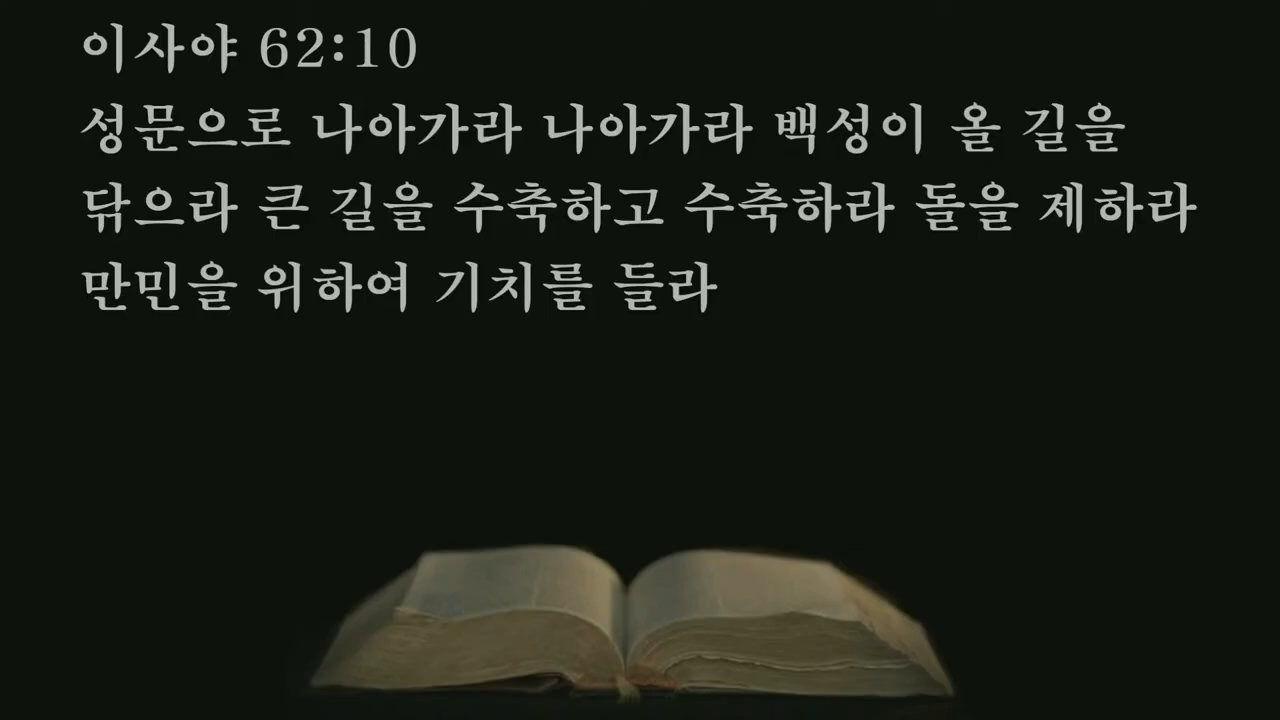 이사야 62:10
성문으로 나아가라 나아가라 백성이 올 길을
닦으라 큰 길을 수축하고 수축하라 돌을 제하라
만민을 위하여 기치를 들라